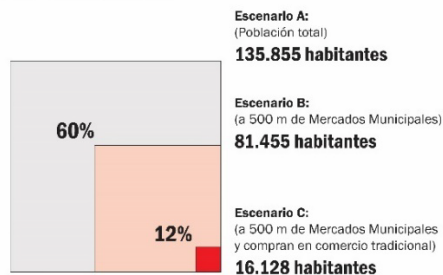 Escenario A:
(Población total)
135.855 habitantes
60%
Escenario B:
(a 500 m de Mercados Municipales)
81.455 habitantes
12%
Escenario C:
(a 500 m de Mercados Municipales
y compran en comercio tradicional)
16.128 habitantes